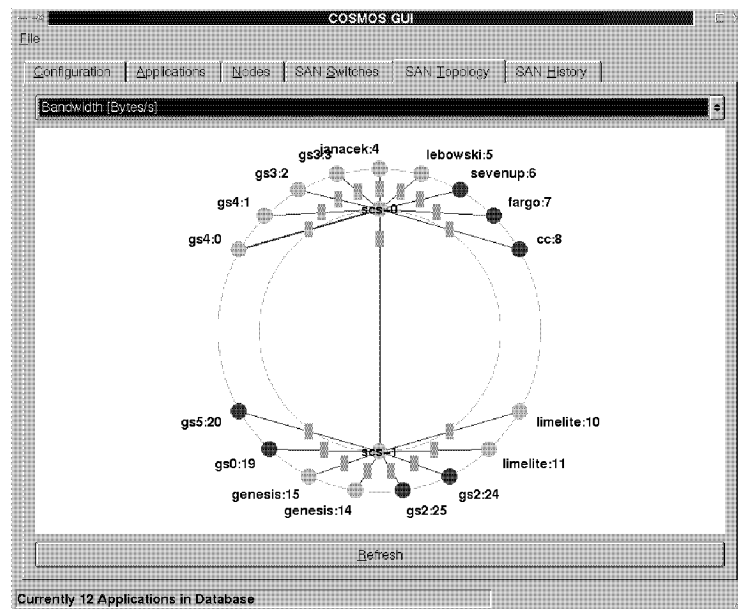 COSMOS GUI
File
Configuration Applications Nodes SAN Switches SAN Topology SAN History
Bandwidth [Bytes/s]
janacek:4
gs3:3
lebowski:5
gs3:2
sevenup:6
gs4:1
scs-0
fargo:7
gs4:0
cc:8
gs5:20
limelite:10
scs-1
gs0:19
limelite:11
genesis:15
gs2:24
genesis:14
gs2:25
Refresh
Currently 12 Applications in Database